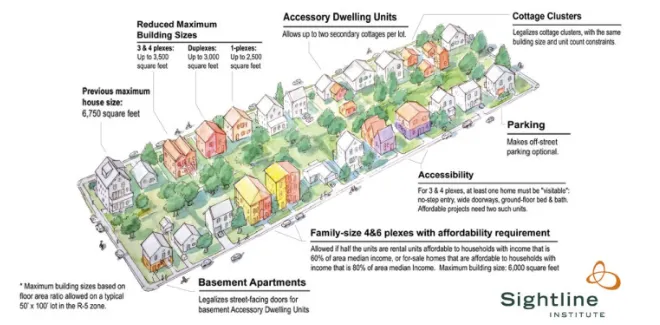 Reduced Maximum
Building Sizes
3 & 4 plexes:
Up to 3,500
square feet
Duplexes:
Up to 3,000
square feet
1-plexes:
Up to 2,500
square feet
Accessory Dwelling Units
Allows up to two secondary cottages per lot.
Cottage Clusters
Legalizes cottage clusters, with the same
building size and unit count constraints.
Previous maximum
house size:
6,750 square feet
Parking
Makes off-street
parking optional.
Accessibility
For 3 & 4 plexes, at least one home must be "visitable":
no-step entry, wide doorways, ground-floor bed & bath.
Affordable projects need two such units.
Family-size 4&6 plexes with affordability requirement
Allowed if half the units are rental units affordable to households with income that is
60% of area median income, or for-sale homes that are affordable to households with
income that is 80% of area median Income. Maximum building size: 6,000 square feet
Basement Apartments
Legalizes street-facing doors for
basement Accessory Dwelling Units
* Maximum building sizes based on
floor area ratio allowed on a typical
50' x 100' lot in the R-5 zone.
Sightline
INSTITUTE